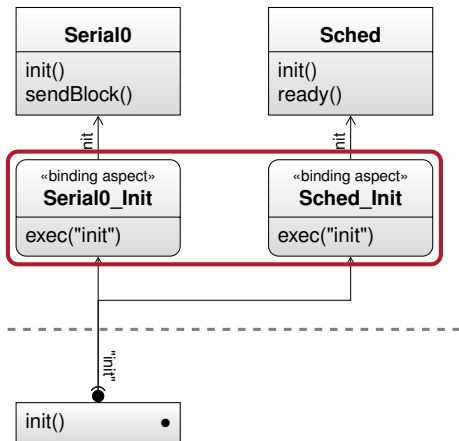 Serial0
init()
sendBlock()
Sched
init()
ready()
init
init
«binding aspect»
Serial0_Init
exec("init")
«binding aspect»
Sched_Init
exec("init")
"init"
init()